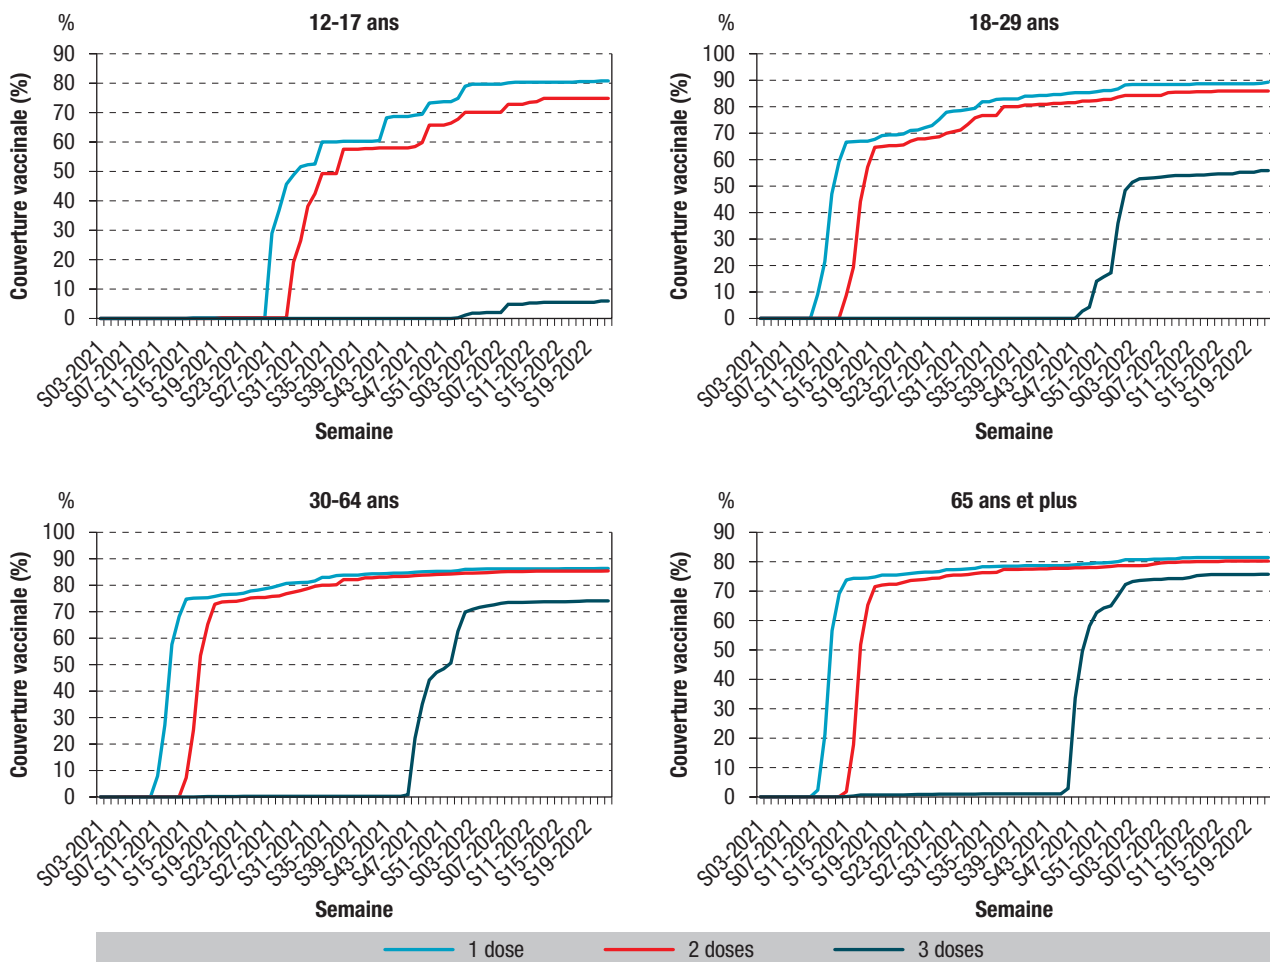 %
12-17 ans
Couverture vaccinale (%)
90
80
70
60
50
40
30
20
10
0
S03-2021
S07-2021
S11-2021
S15-2021
S19-2021
S23-2021
S27-2021
S31-2021
S35-2021
S39-2021
S43-2021
S47-2021
S51-2021
S03-2022
S07-2022
S11-2022
S15-2022
S19-2022
Semaine
%
18-29 ans
Couverture vaccinale (%)
100
90
80
70
60
50
40
30
20
10
0
S03-2021
S07-2021
S11-2021
S15-2021
S19-2021
S23-2021
S27-2021
S31-2021
S35-2021
S39-2021
S43-2021
S47-2021
S51-2021
S03-2022
S07-2022
S11-2022
S15-2022
S19-2022
Semaine
%
30-64 ans
Couverture vaccinale (%)
100
90
80
70
60
50
40
30
20
10
0
S03-2021
S07-2021
S11-2021
S15-2021
S19-2021
S23-2021
S27-2021
S31-2021
S35-2021
S39-2021
S43-2021
S47-2021
S51-2021
S03-2022
S07-2022
S11-2022
S15-2022
S19-2022
Semaine
%
65 ans et plus
Couverture vaccinale (%)
90
80
70
60
50
40
30
20
10
0
S03-2021
S07-2021
S11-2021
S15-2021
S19-2021
S23-2021
S27-2021
S31-2021
S35-2021
S39-2021
S43-2021
S47-2021
S51-2021
S03-2022
S07-2022
S11-2022
S15-2022
S19-2022
Semaine
1 dose 2 doses 3 doses